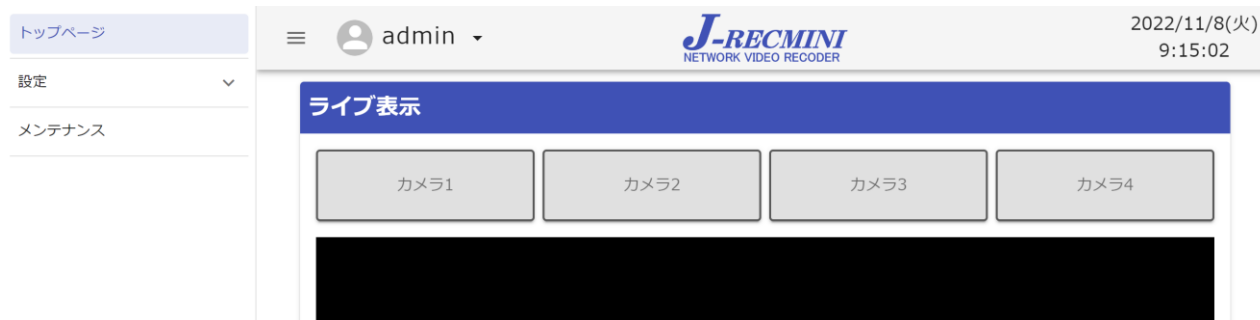 トップページ
設定
メンテナンス
admin
J-RECMINI
NETWORK VIDEO RECODER
2022/11/8(火)
9:15:02
ライブ表示
カメラ1
カメラ2
カメラ3
カメラ4